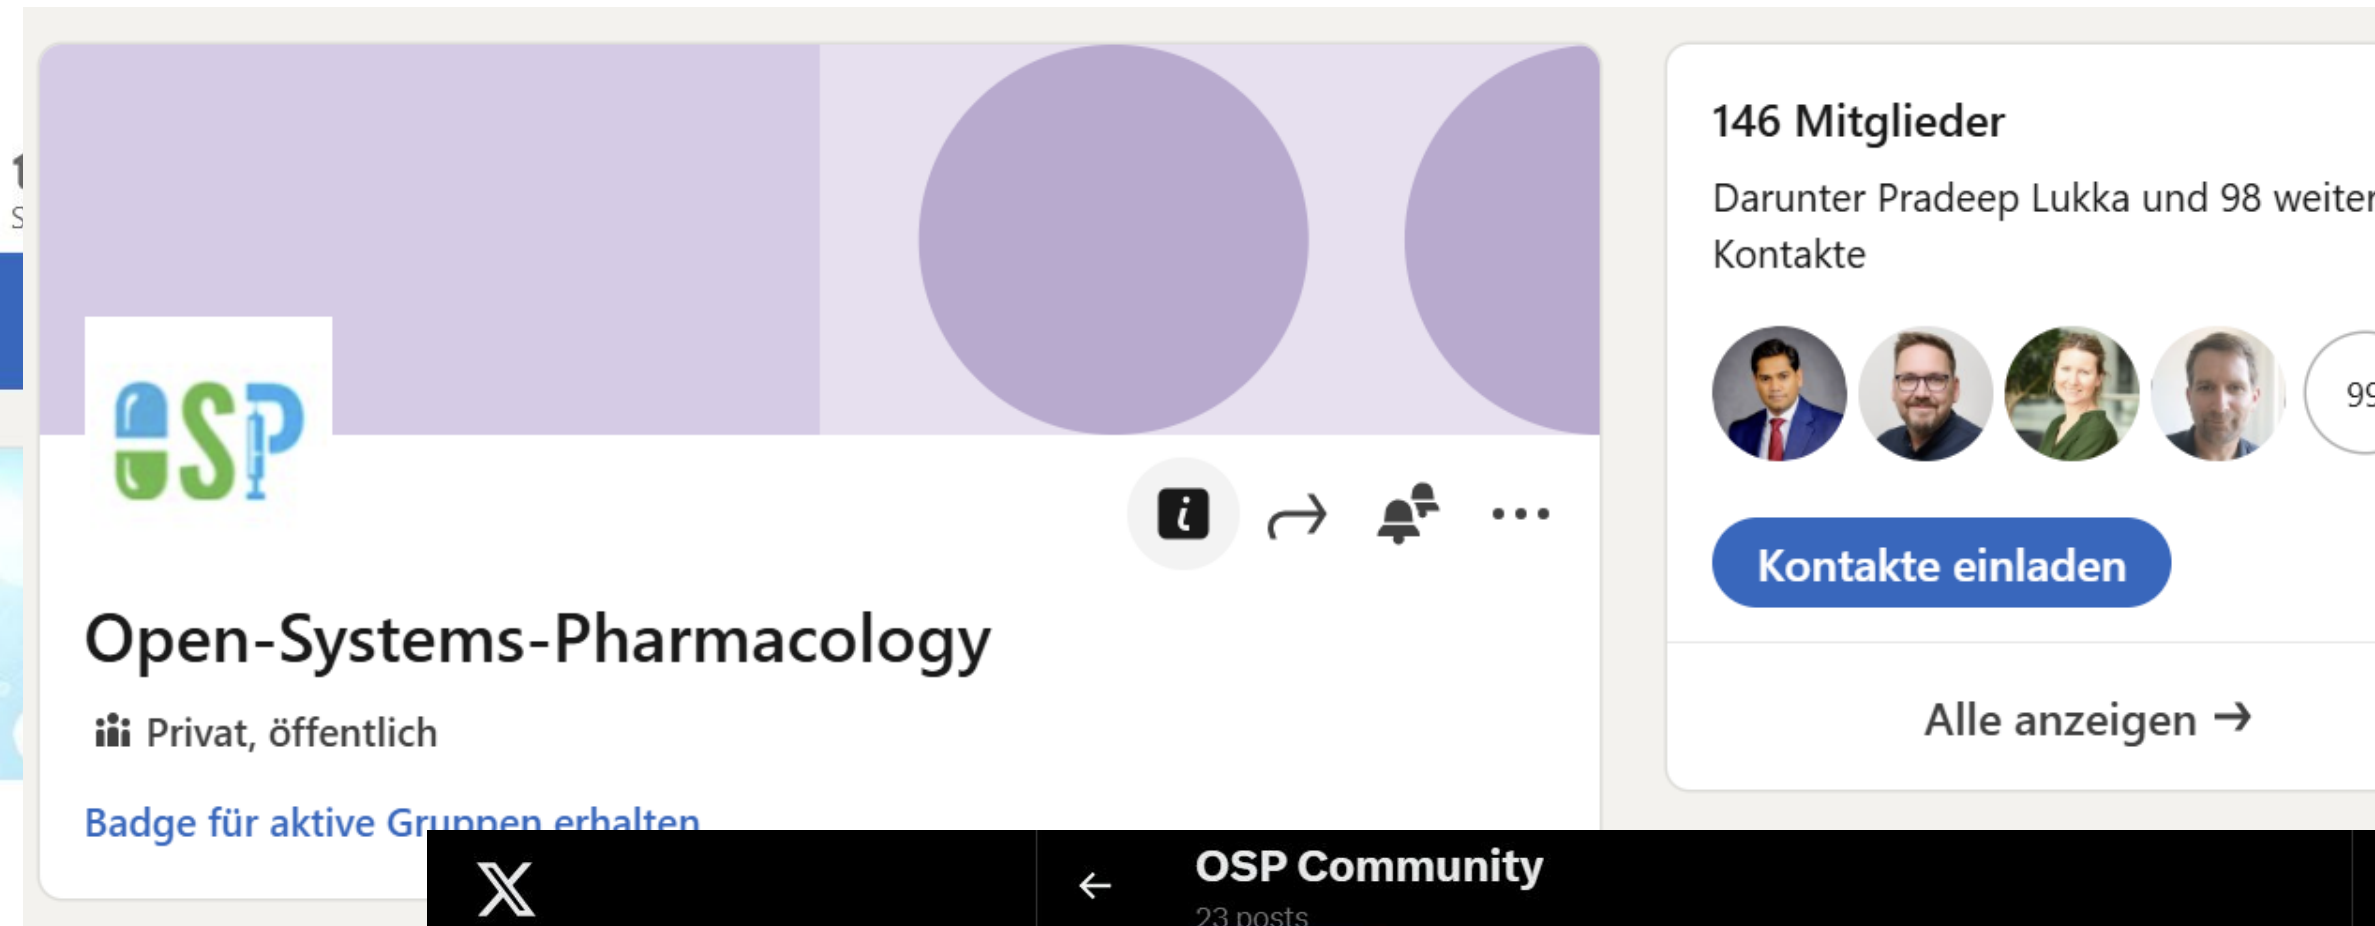 OSP
Open-Systems-Pharmacology
Privat, öffentlich
Badge für aktive Gruppen erhalten
146 Mitglieder
Darunter Pradeep Lukka und 98 weiter
Kontakte
99
Kontakte einladen
Alle anzeigen →
OSP Community
23 posts